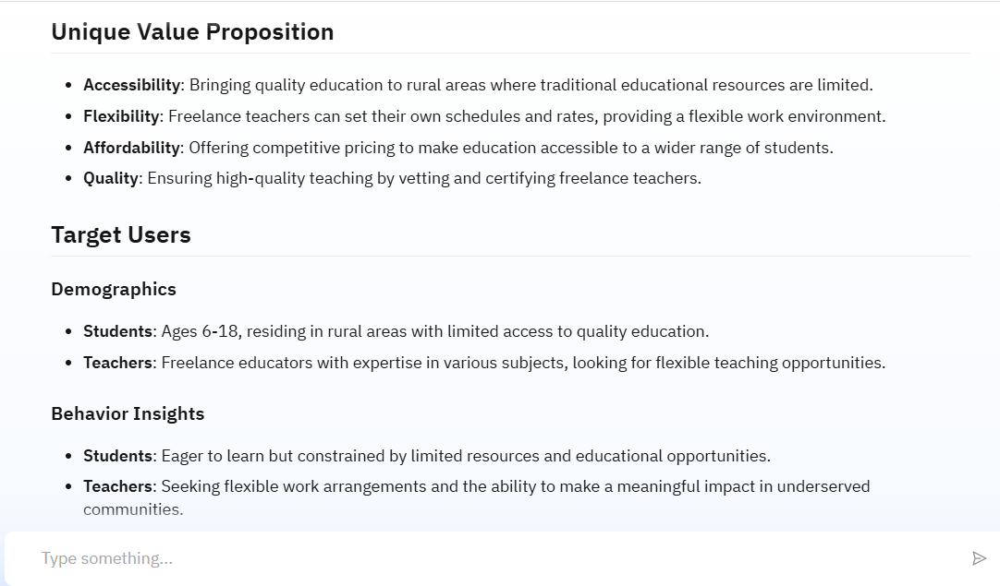 Unique Value Proposition
• Accessibility: Bringing quality education to rural areas where traditional educational resources are limited.
• Flexibility: Freelance teachers can set their own schedules and rates, providing a flexible work environment.
• Affordability: Offering competitive pricing to make education accessible to a wider range of students.
• Quality: Ensuring high-quality teaching by vetting and certifying freelance teachers.
Target Users
Demographics
• Students: Ages 6-18, residing in rural areas with limited access to quality education.
• Teachers: Freelance educators with expertise in various subjects, looking for flexible teaching opportunities.
Behavior Insights
• Students: Eager to learn but constrained by limited resources and educational opportunities.
• Teachers: Seeking flexible work arrangements and the ability to make a meaningful impact in underserved
communities.
Type something...